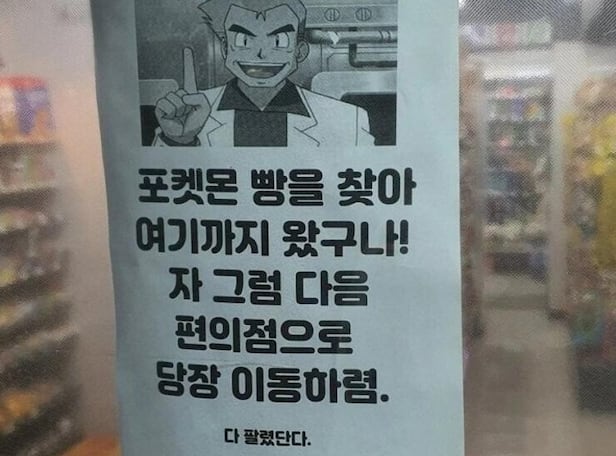 포켓몬 빵을 찾아
여기까지 왔구나!
자 그럼 다음
편의점으로
당장 이동하렴.
다 팔렸단다.